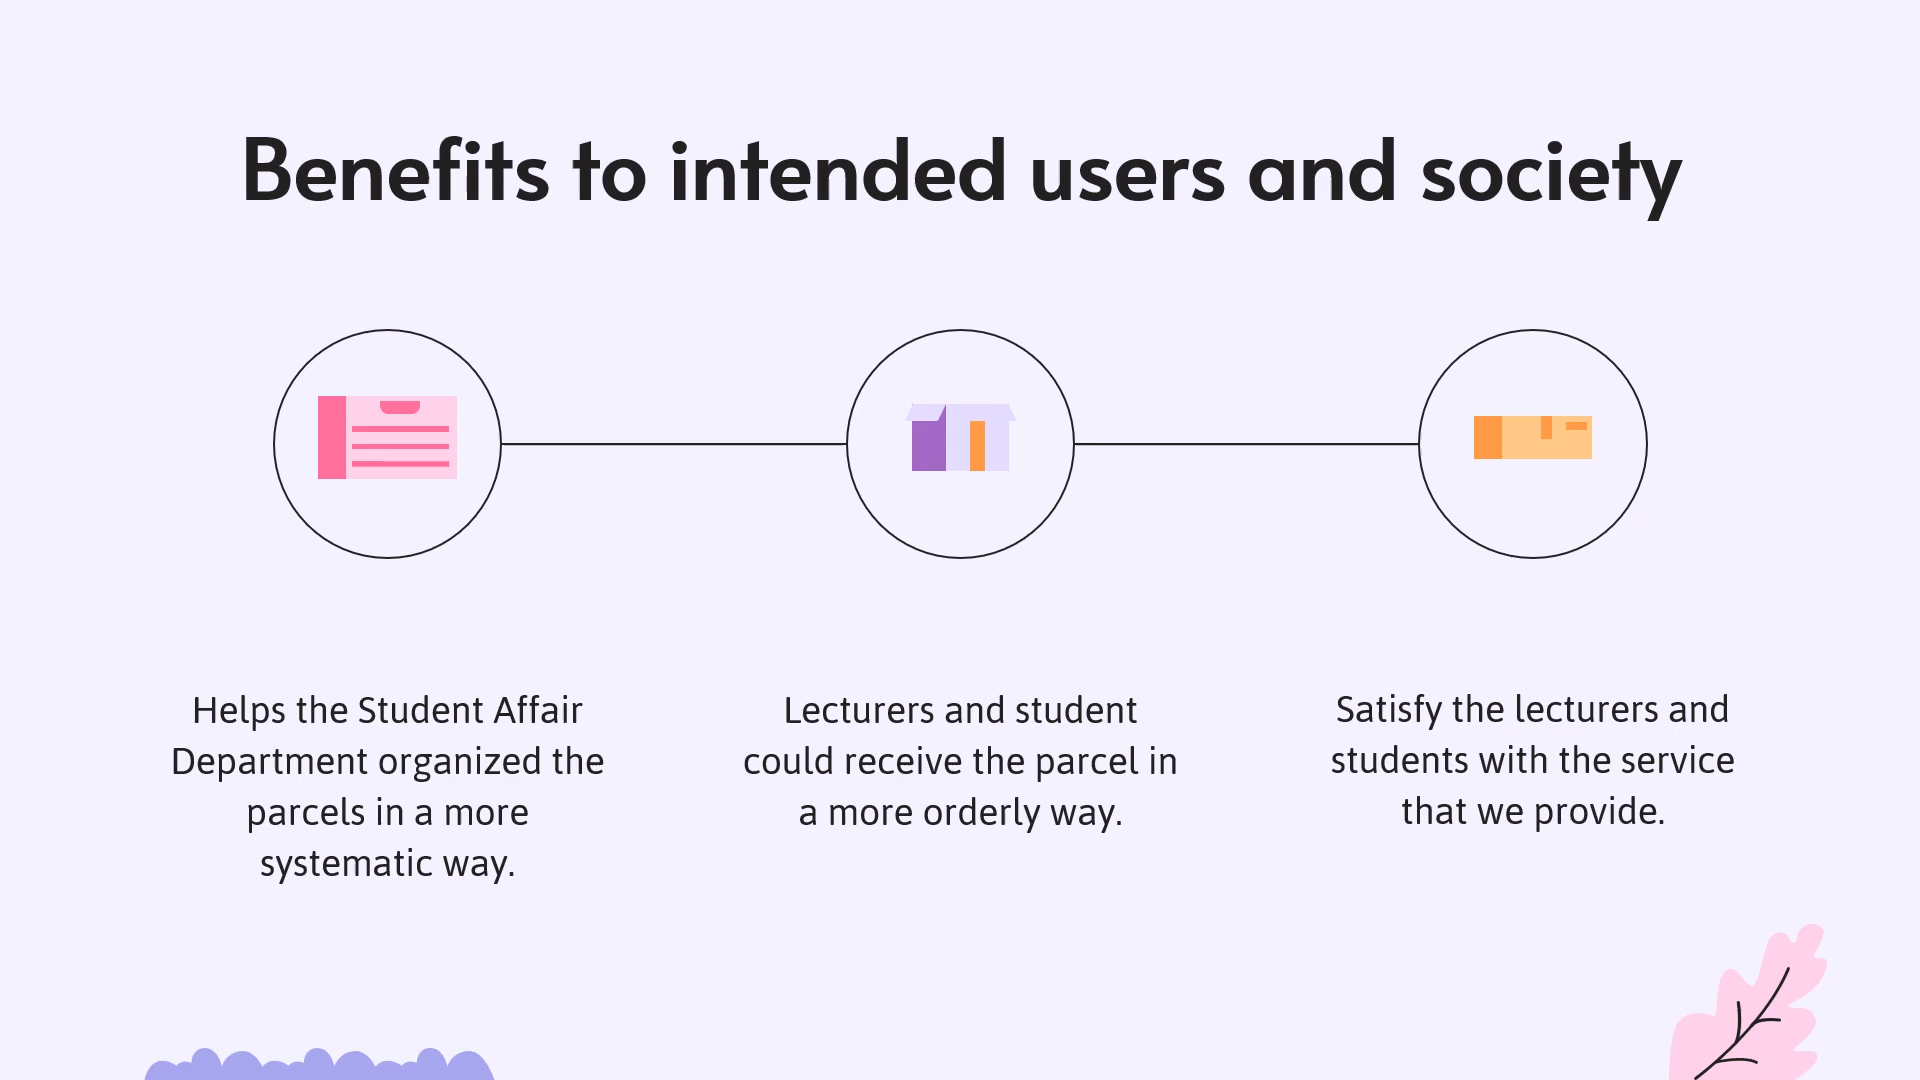 Benefits to intended users and society
Helps the Student Affair
Department organized the
parcels in a more
systematic way.
Lecturers and student
could receive the parcel in
a more orderly way.
Satisfy the lecturers and
students with the service
that we provide.